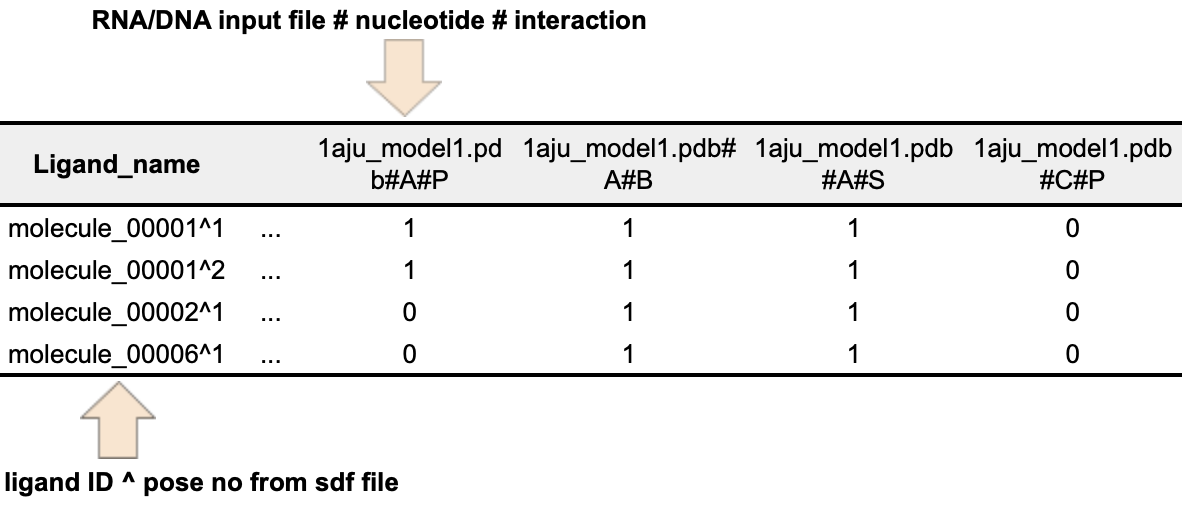 RNA/DNA input file # nucleotide # interaction
Ligand_name 1aju_model1.pd 1aju_model1.pdb# 1aju_model1.pdb 1aju_model1.pdb
b#A#P A#B #A#S #C#P
molecule_00001^1 ... 1 1 1 0
molecule_00001^2 ... 1 1 1 0
molecule_00002^1 ... 0 1 1 0
molecule_00006^1 ... 0 1 1 0
ligand ID ^ pose no from sdf file